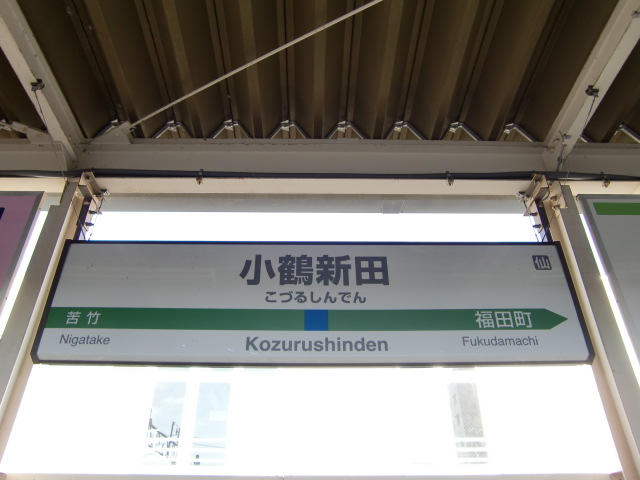 小鶴新田
仙
こづるしんでん
苦竹
福田町
Nigatake
Kozurushinden
Fukudamachi